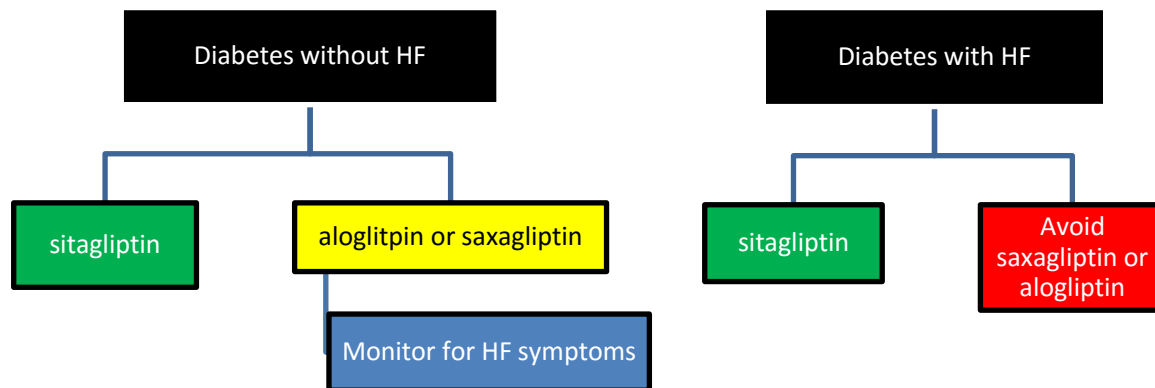 Diabetes without HF
Diabetes with HF
sitagliptin
aloglitpin or saxagliptin
sitagliptin
Avoid
saxagliptin or
alogliptin
Monitor for HF symptoms